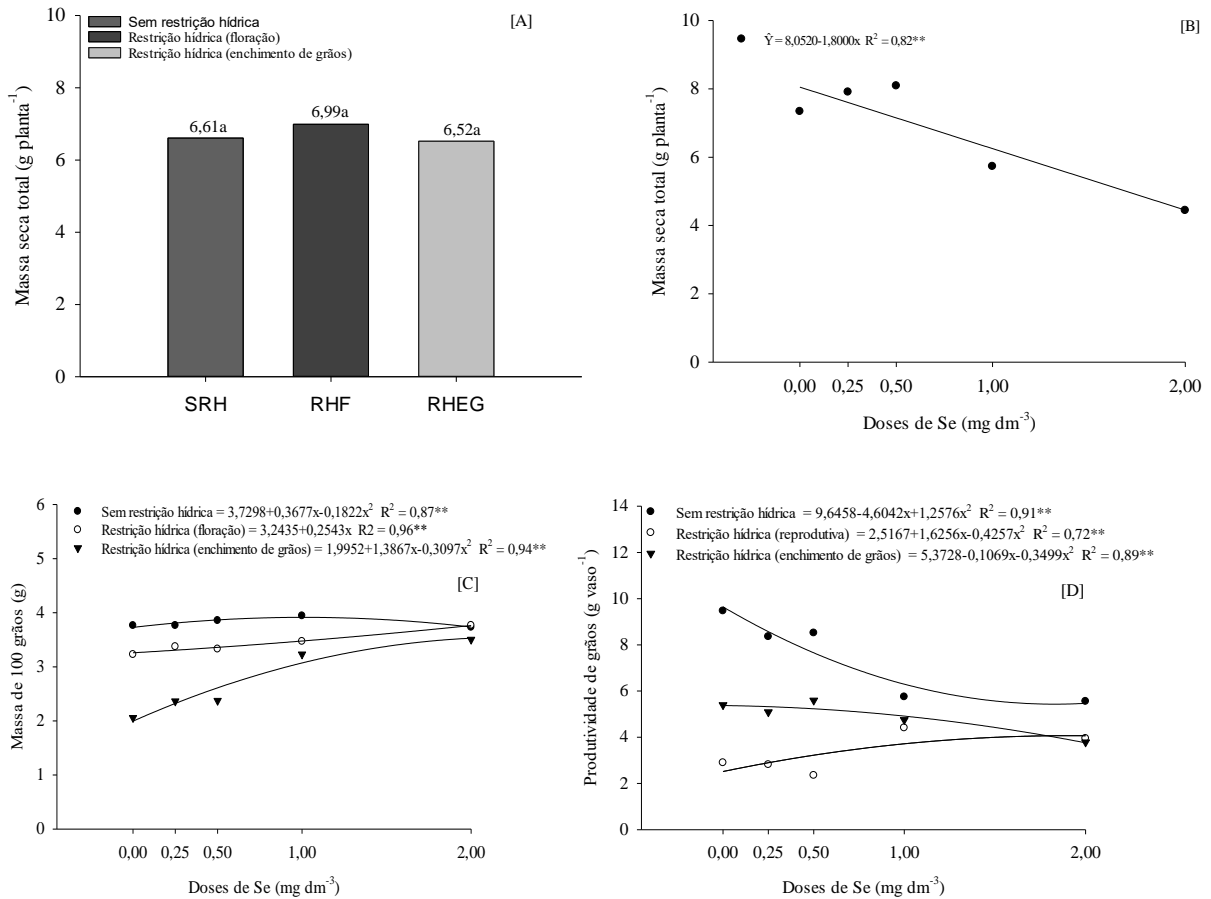 [A]
Sem restrição hídrica
Restrição hídrica (floração)
Restrição hídrica (enchimento de grãos)
Massa seca total (g planta⁻¹)
10
8
6
4
2
0
6,61a
6,99a
6,52a
SRH
RHF
RHEG
[B]
Ŷ = 8,0520-1,8000x R² = 0,82**
Massa seca total (g planta⁻¹)
10
8
6
4
2
0
0,00 0,25 0,50 1,00 2,00
Doses de Se (mg dm⁻³)
Sem restrição hídrica = 3,7298+0,3677x-0,1822x² R² = 0,87**
Restrição hídrica (floração) = 3,2435+0,2543x R2 = 0,96**
Restrição hídrica (enchimento de grãos) = 1,9952+1,3867x-0,3097x² R² = 0,94**
[C]
Massa de 100 grãos (g)
6
5
4
3
2
1
0
0,00 0,25 0,50 1,00 2,00
Doses de Se (mg dm⁻³)
Sem restrição hídrica = 9,6458-4,6042x+1,2576x² R² = 0,91**
Restrição hídrica (reprodutiva) = 2,5167+1,6256x-0,4257x² R² = 0,72**
Restrição hídrica (enchimento de grãos) = 5,3728-0,1069x-0,3499x² R² = 0,89**
[D]
Produtividade de grãos (g vaso⁻¹)
14
12
10
8
6
4
2
0
0,00 0,25 0,50 1,00 2,00
Doses de Se (mg dm⁻³)